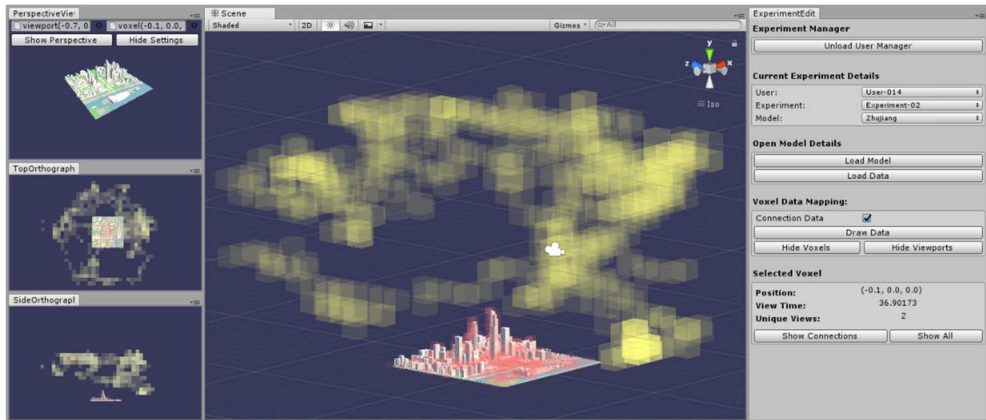 PerspectiveVie
viewport(-0.7, 0
voxel(-0.1, 0.0,
Show Perspective
Hide Settings
TopOrthograph
SideOrthograpl
Scene
Shaded
2D
Gizmos
All
y
z
x
Iso
ExperimentEdit
Experiment Manager
Unload User Manager
Current Experiment Details
User:
User-014
Experiment:
Experiment-02
Model:
Zhujiang
Open Model Details
Load Model
Load Data
Voxel Data Mapping:
Connection Data
Draw Data
Hide Voxels
Hide Viewports
Selected Voxel
Position:
(-0.1, 0.0, 0.0)
View Time:
36.90173
Unique Views:
2
Show Connections
Show All